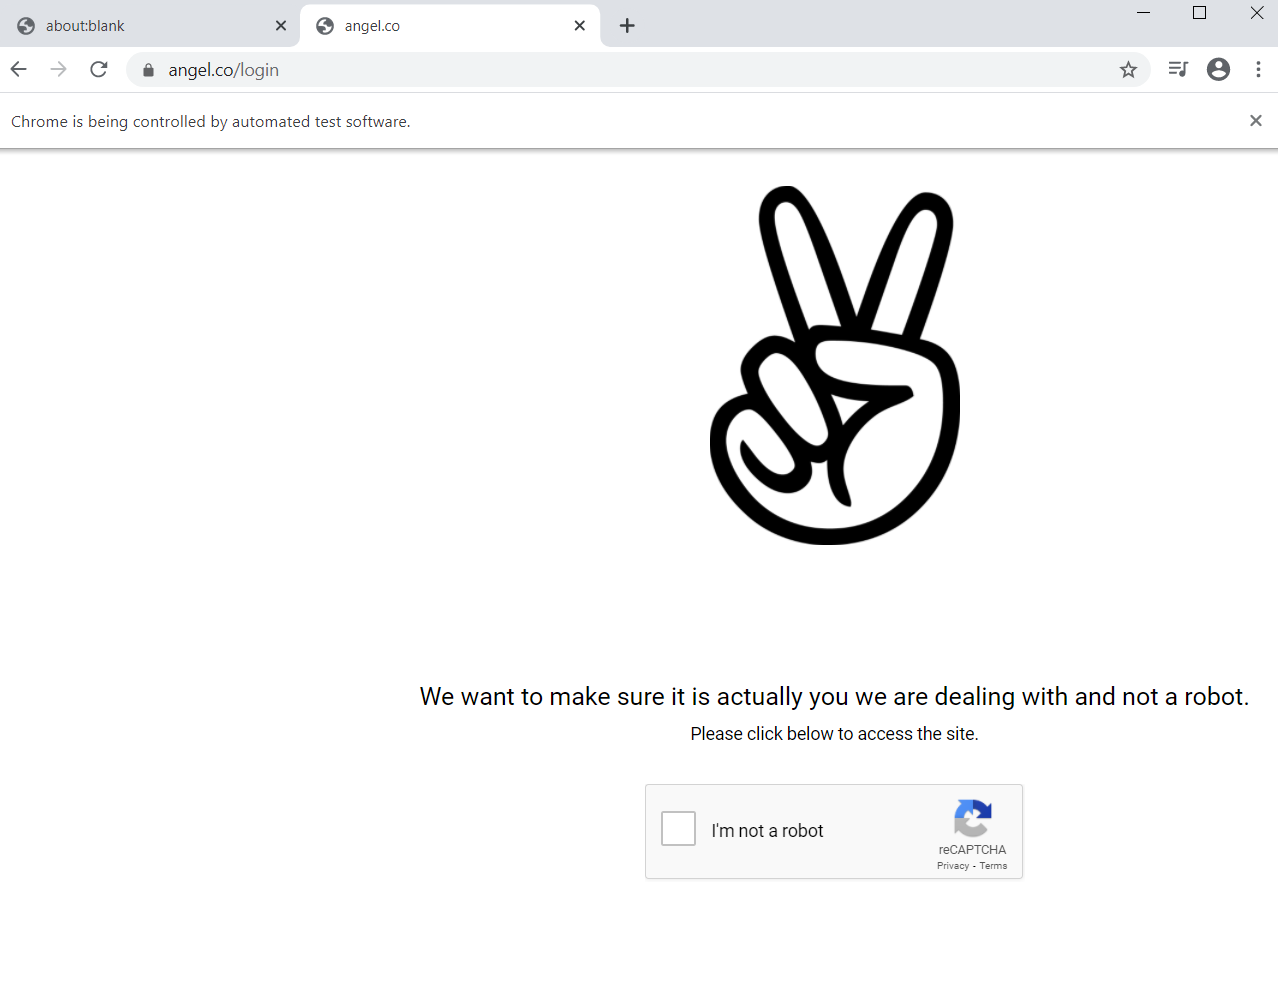 about:blank
angel.co
angel.co/login
Chrome is being controlled by automated test software.
We want to make sure it is actually you we are dealing with and not a robot.
Please click below to access the site.
I'm not a robot
reCAPTCHA
Privacy - Terms